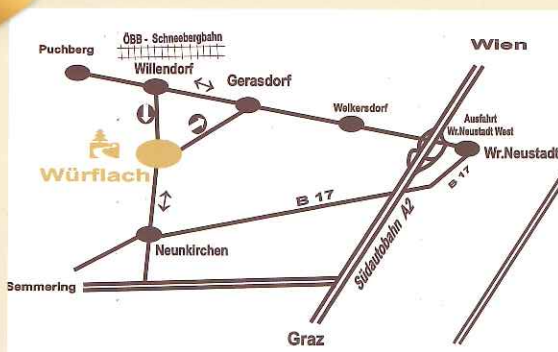 ÖBB - Schneebergbahn
Wien
Puchberg
Willendorf
Gerasdorf
Weikersdorf
Ausfahrt
Wr.Neustadt West
Wr.Neustadt
Würflach
B 17
B 17
Südautobahn A2
Neunkirchen
Semmering
Graz